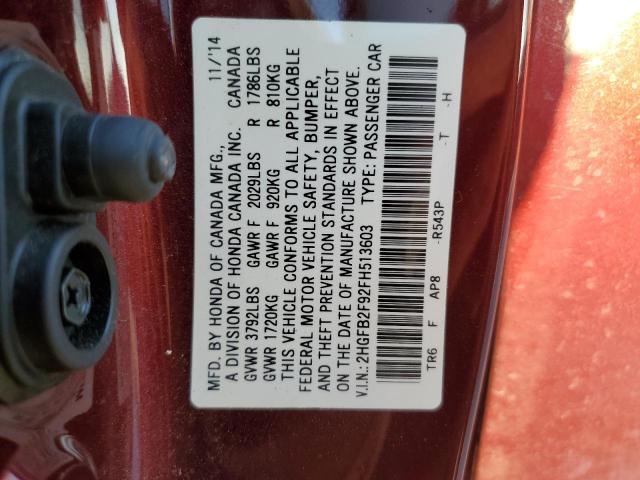 MFD. BY HONDA OF CANADA MFG., 11/14
A DIVISION OF HONDA CANADA INC. CANADA
GVWR 3792LBS GAWR F 2029LBS R 1786LBS
GVWR 1720KG GAWR F 920KG R 810KG
THIS VEHICLE CONFORMS TO ALL APPLICABLE
FEDERAL MOTOR VEHICLE SAFETY, BUMPER,
AND THEFT PREVENTION STANDARDS IN EFFECT
ON THE DATE OF MANUFACTURE SHOWN ABOVE.
V.I.N.: 2HGFB2F92FH513603 TYPE: PASSENGER CAR
TR6 F AP8 -R543P -T -H